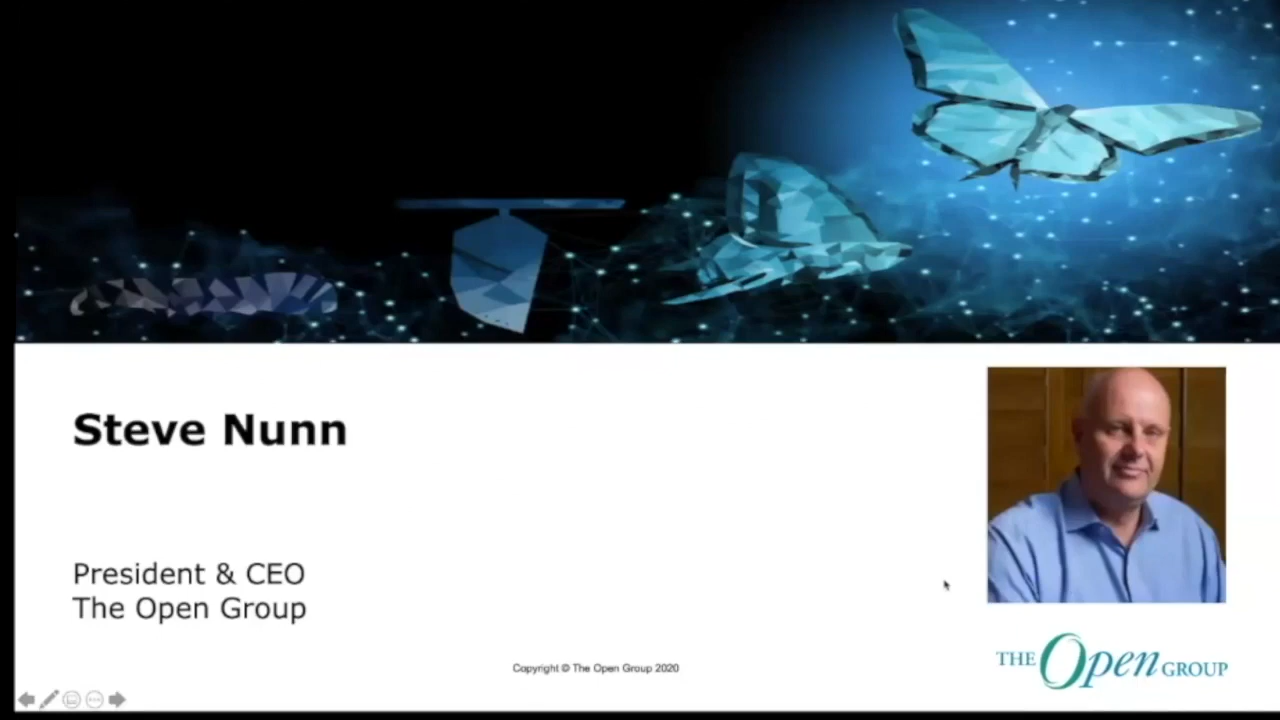 Steve Nunn
President & CEO
The Open Group
Copyright © The Open Group 2020
THE Open GROUP